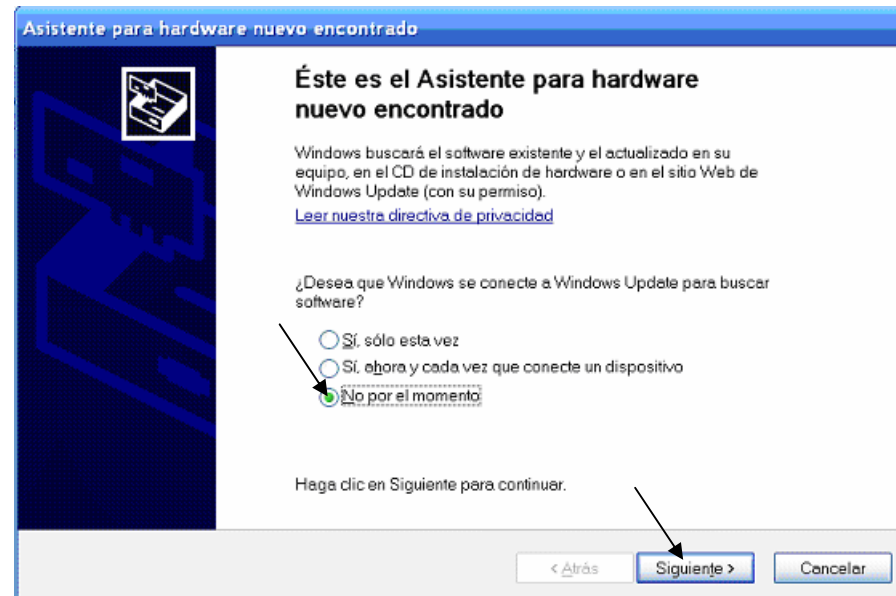 Asistente para hardware nuevo encontrado
Éste es el Asistente para hardware
nuevo encontrado
Windows buscará el software existente y el actualizado en su
equipo, en el CD de instalación de hardware o en el sitio Web de
Windows Update (con su permiso).
Leer nuestra directiva de privacidad
¿Desea que Windows se conecte a Windows Update para buscar
software?
Sí, sólo esta vez
Sí, ahora y cada vez que conecte un dispositivo
No por el momento
Haga clic en Siguiente para continuar.
< Atrás
Siguiente >
Cancelar